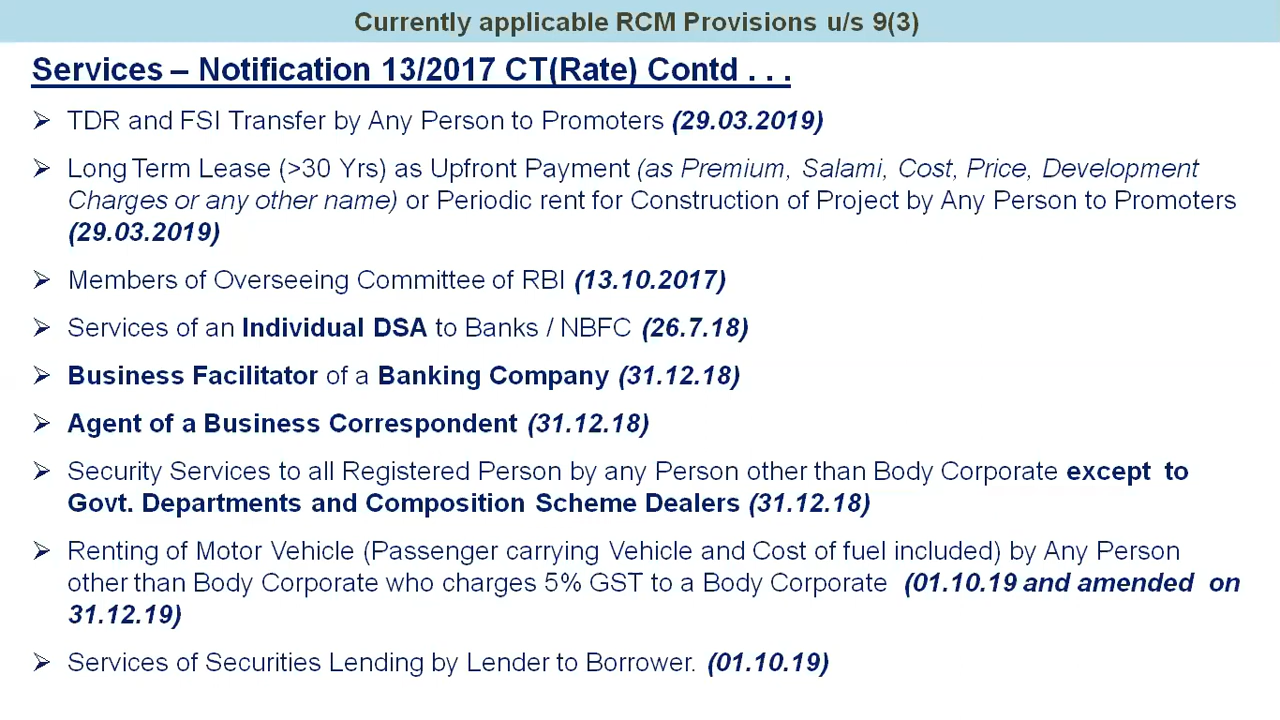 Currently applicable RCM Provisions u/s 9(3)
Services – Notification 13/2017 CT(Rate) Contd . . .
➢ TDR and FSI Transfer by Any Person to Promoters (29.03.2019)
➢ Long Term Lease (>30 Yrs) as Upfront Payment (as Premium, Salami, Cost, Price, Development
Charges or any other name) or Periodic rent for Construction of Project by Any Person to Promoters
(29.03.2019)
➢ Members of Overseeing Committee of RBI (13.10.2017)
➢ Services of an Individual DSA to Banks / NBFC (26.7.18)
➢ Business Facilitator of a Banking Company (31.12.18)
➢ Agent of a Business Correspondent (31.12.18)
➢ Security Services to all Registered Person by any Person other than Body Corporate except to
Govt. Departments and Composition Scheme Dealers (31.12.18)
➢ Renting of Motor Vehicle (Passenger carrying Vehicle and Cost of fuel included) by Any Person
other than Body Corporate who charges 5% GST to a Body Corporate (01.10.19 and amended on
31.12.19)
➢ Services of Securities Lending by Lender to Borrower. (01.10.19)